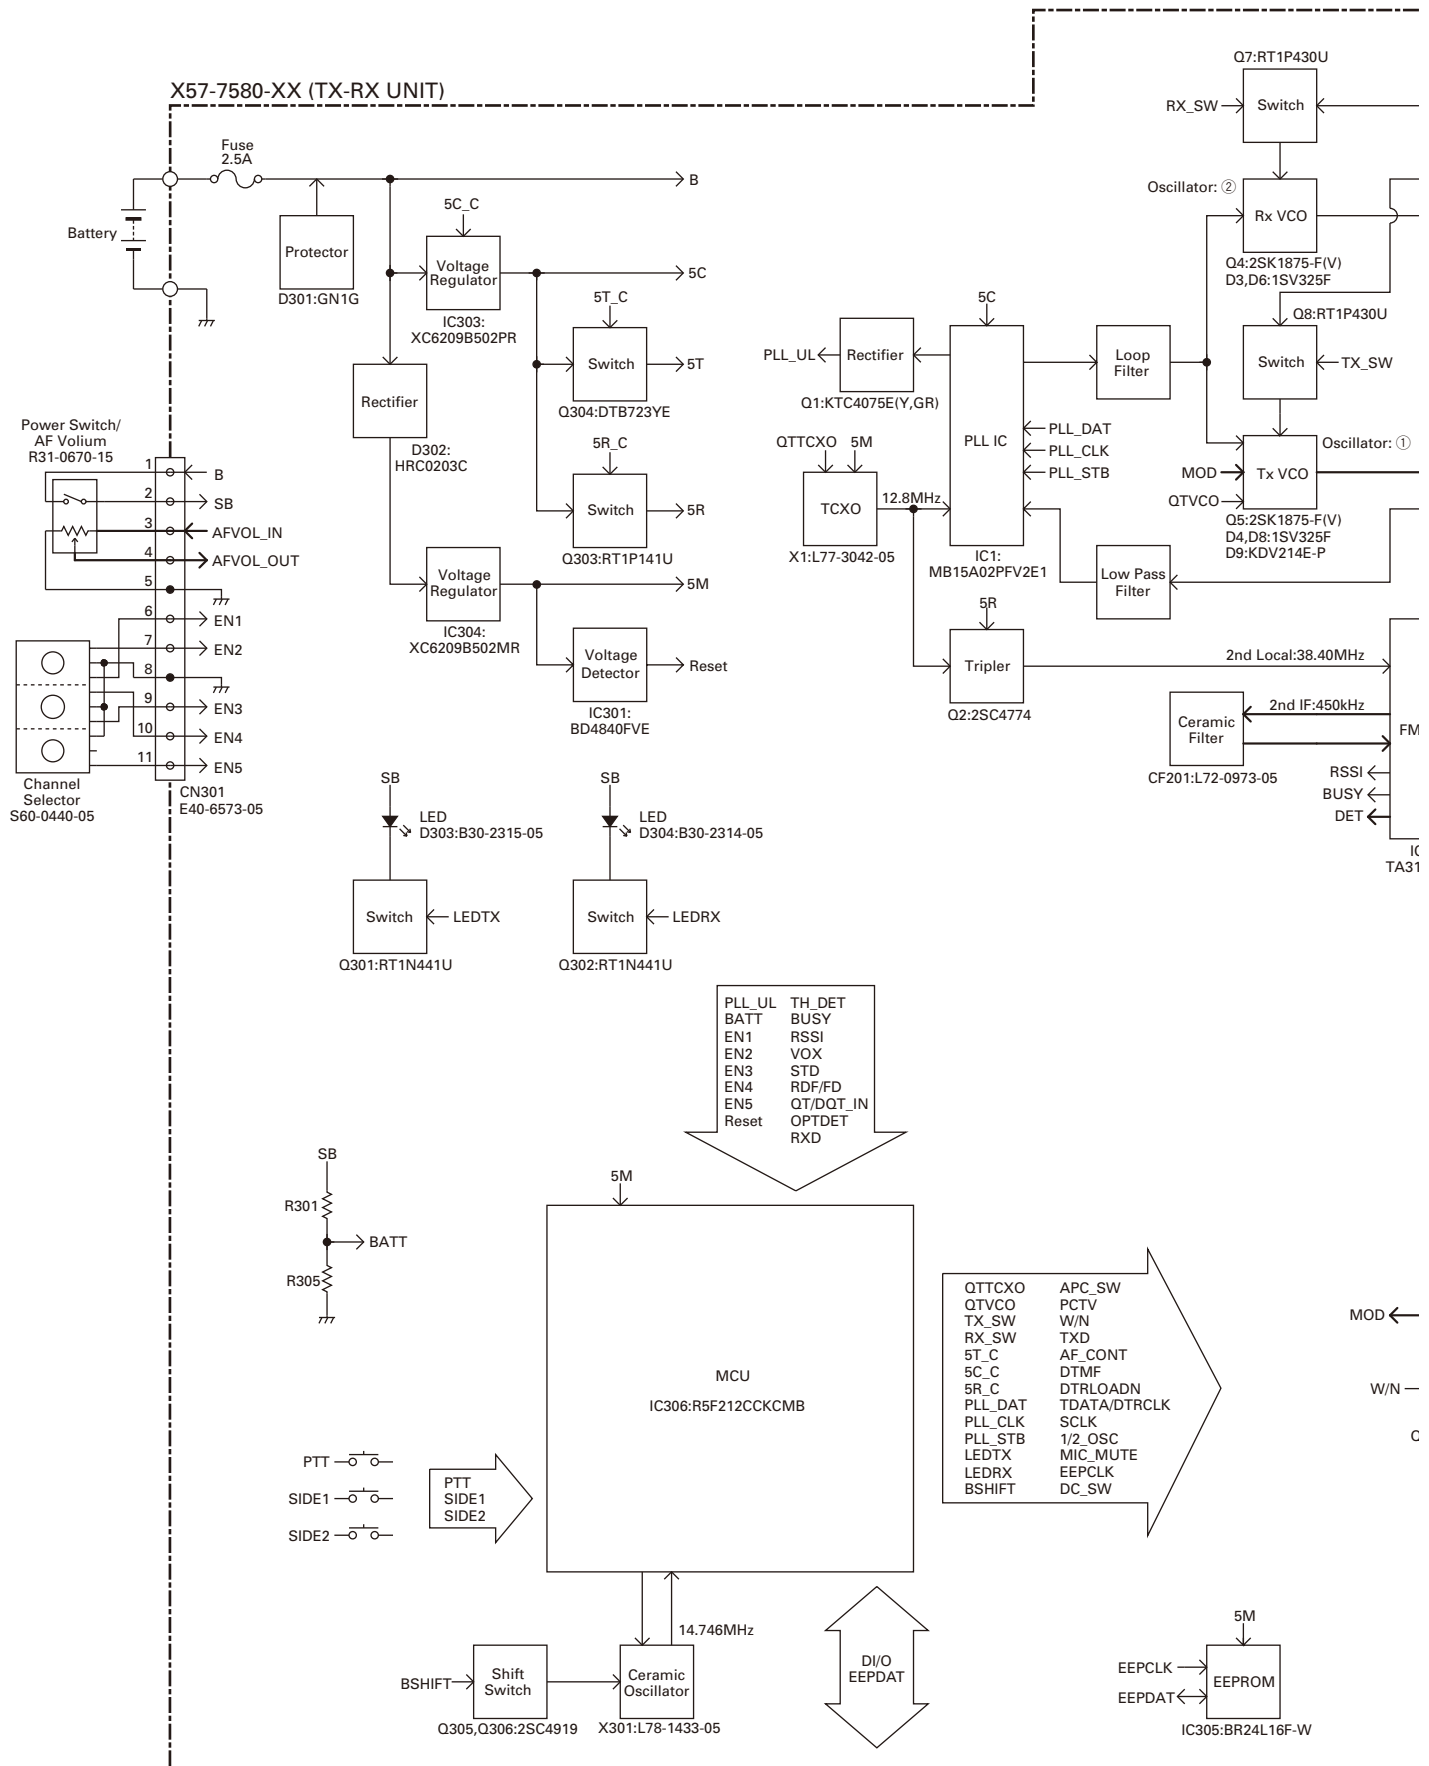 X57-7580-XX (TX-RX UNIT)
Q7:RT1P430U
RX_SW
Switch
Fuse
2.5A
B
Battery
Protector
D301:GN1G
5C_C
Voltage
Regulator
5C
IC303:
XC6209B502PR
5T_C
Switch
5T
Q304:DTB723YE
Rectifier
D302:
HRC0203C
5R_C
Switch
5R
Q303:RT1P141U
Voltage
Regulator
5M
IC304:
XC6209B502MR
Voltage
Detector
Reset
IC301:
BD4840FVE
Oscillator: ②
Rx VCO
Q4:2SK1875-F(V)
D3,D6:1SV325F
5C
PLL_UL
Rectifier
Q1:KTC4075E(Y,GR)
PLL IC
Loop
Filter
Q8:RT1P430U
Switch
TX_SW
PLL_DAT
PLL_CLK
PLL_STB
QTTCXO
5M
TCXO
12.8MHz
X1:L77-3042-05
IC1:
MB15A02PFV2E1
Oscillator: ①
MOD
Tx VCO
QTVCO
Q5:2SK1875-F(V)
D4,D8:1SV325F
D9:KDV214E-P
Low Pass
Filter
5R
Tripler
Q2:2SC4774
2nd Local:38.40MHz
2nd IF:450kHz
Ceramic
Filter
CF201:L72-0973-05
FM
RSSI
BUSY
DET
IC
TA31
Power Switch/
AF Volium
R31-0670-15
1
B
2
SB
3
AFVOL_IN
4
AFVOL_OUT
5
6
EN1
7
EN2
8
9
EN3
10
EN4
11
EN5
Channel
Selector
S60-0440-05
CN301
E40-6573-05
SB
LED
D303:B30-2315-05
Switch
LEDTX
Q301:RT1N441U
SB
LED
D304:B30-2314-05
Switch
LEDRX
Q302:RT1N441U
PLL_UL TH_DET
BATT BUSY
EN1 RSSI
EN2 VOX
EN3 STD
EN4 RDF/FD
EN5 QT/DQT_IN
Reset OPTDET
RXD
SB
R301
BATT
R305
5M
MCU
IC306:R5F212CCKCMB
QTTCXO APC_SW
QTVCO PCTV
TX_SW W/N
RX_SW TXD
5T_C AF_CONT
5C_C DTMF
5R_C DTRLOADN
PLL_DAT TDATA/DTRCLK
PLL_CLK SCLK
PLL_STB 1/2_OSC
LEDTX MIC_MUTE
LEDRX EEPCLK
BSHIFT DC_SW
MOD
W/N
PTT
SIDE1
SIDE2
PTT
SIDE1
SIDE2
14.746MHz
BSHIFT
Shift
Switch
Q305,Q306:2SC4919
Ceramic
Oscillator
X301:L78-1433-05
DI/O
EEPDAT
5M
EEPCLK
EEPDAT
EEPROM
IC305:BR24L16F-W